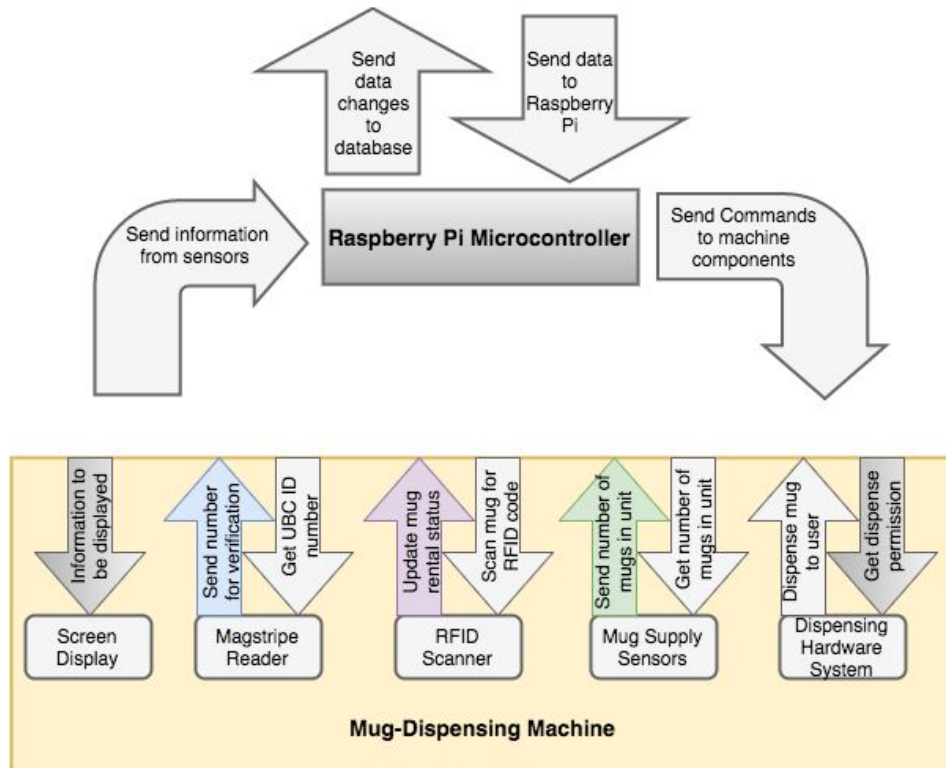 Send
data
changes
to
database
Send data
to
Raspberry
Pi
Send information
from sensors
Raspberry Pi Microcontroller
Send Commands
to machine
components
Information to
be displayed
Send number
for verification
Get UBC ID
number
Update mug
rental status
Scan mug for
RFID code
Send number of
mugs in unit
Get number of
mugs in unit
Dispense mug
to user
Get dispense
permission
Screen
Display
Magstripe
Reader
RFID
Scanner
Mug Supply
Sensors
Dispensing
Hardware
System
Mug-Dispensing Machine